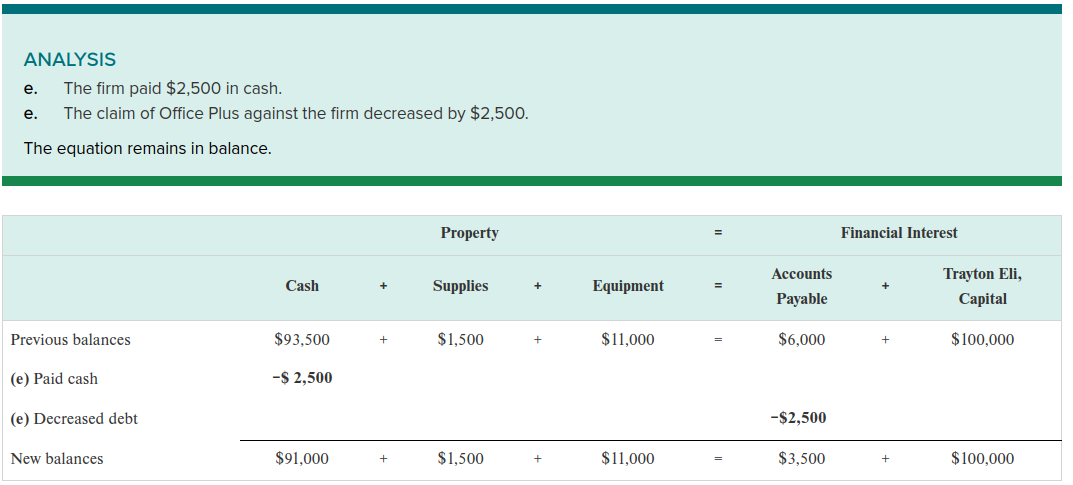 ANALYSIS
e. The firm paid $2,500 in cash.
e. The claim of Office Plus against the firm decreased by $2,500.
The equation remains in balance.
Property = Financial Interest
Cash + Supplies + Equipment = Accounts Payable + Trayton Eli, Capital
Previous balances $93,500 + $1,500 + $11,000 = $6,000 + $100,000
(e) Paid cash −$ 2,500
(e) Decreased debt −$2,500
New balances $91,000 + $1,500 + $11,000 = $3,500 + $100,000